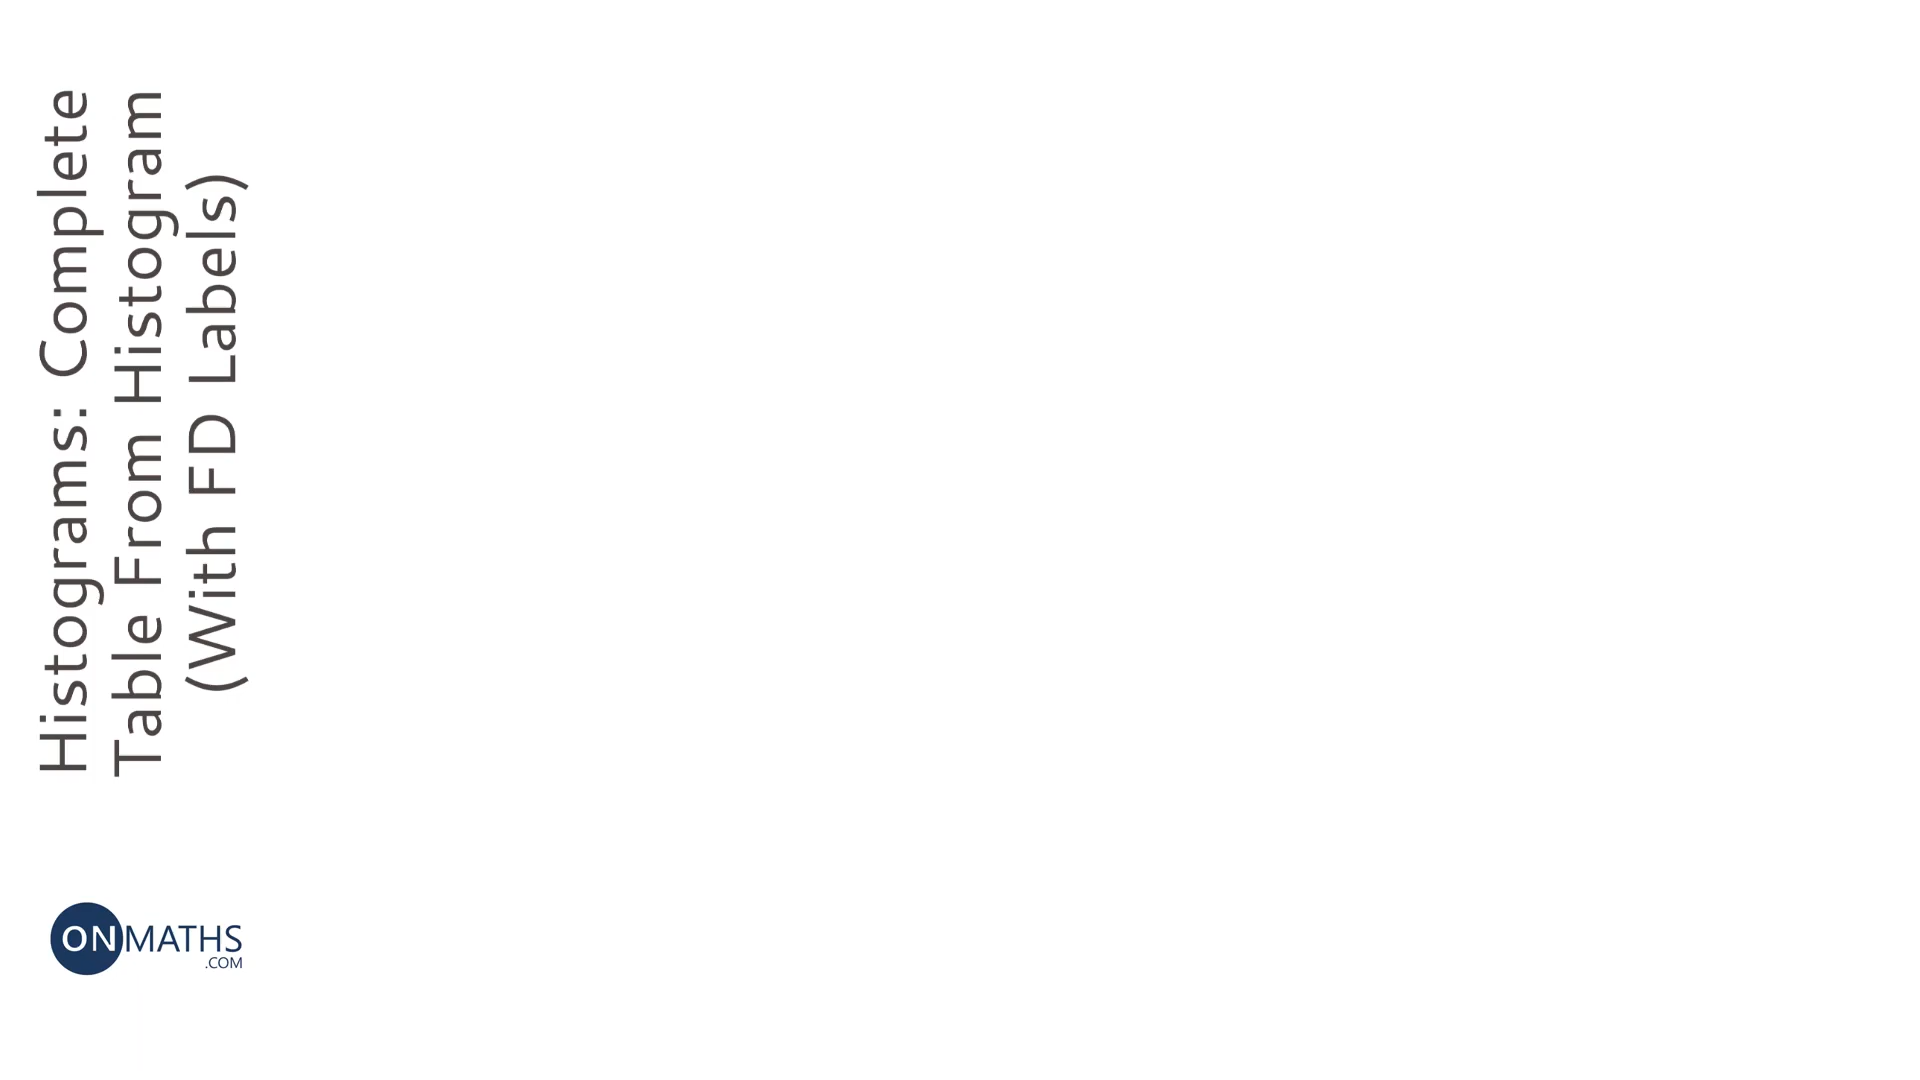 Histograms: Complete
Table From Histogram
(With FD Labels)
ONMATHS
.COM